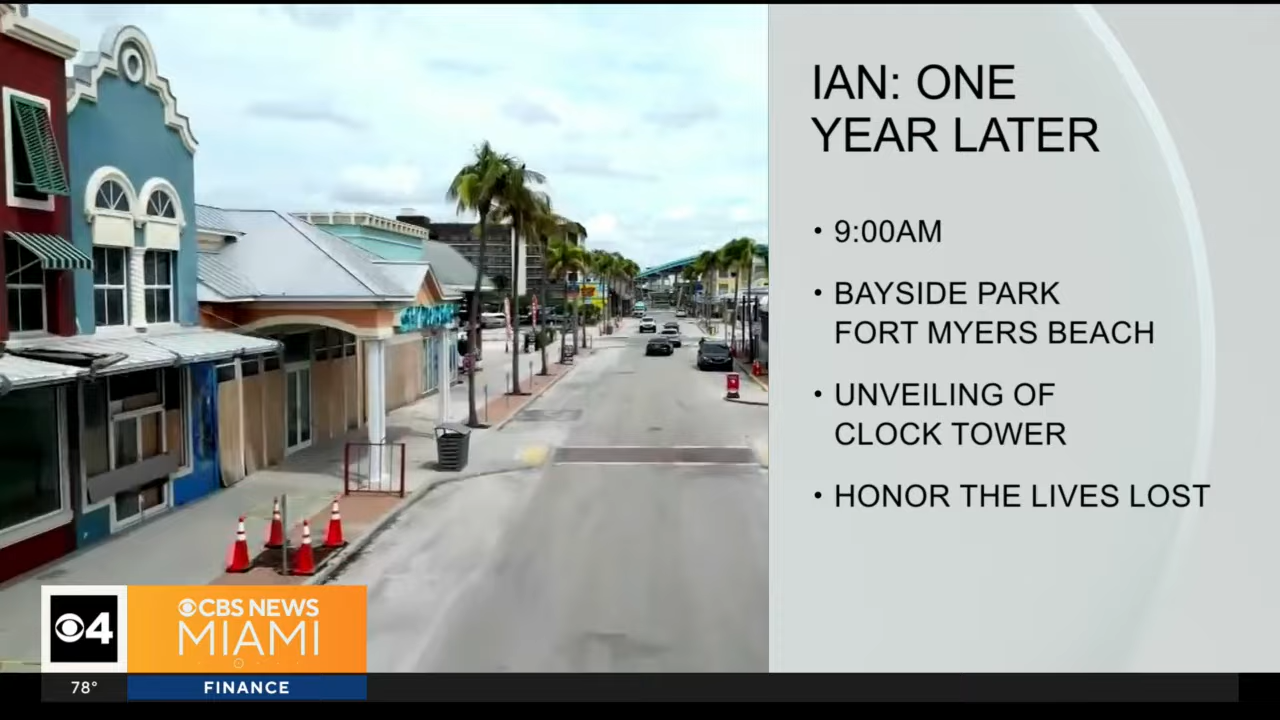 IAN: ONE
YEAR LATER
• 9:00AM
• BAYSIDE PARK
FORT MYERS BEACH
• UNVEILING OF
CLOCK TOWER
• HONOR THE LIVES LOST
4
CBS NEWS
MIAMI
78°
FINANCE